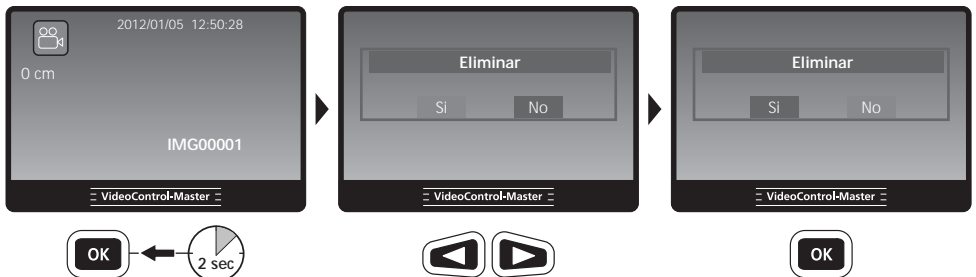 2012/01/05 12:50:28
0 cm
IMG00001
VideoControl-Master
OK
2 sec
Eliminar
Si No
VideoControl-Master
Eliminar
Si No
VideoControl-Master
OK